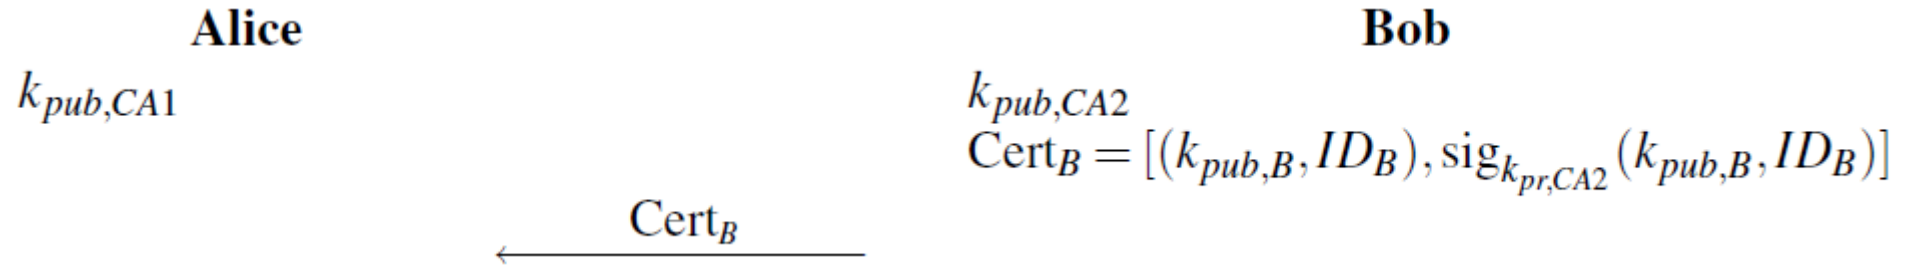 Alice Bob
k_{pub,CA1} k_{pub,CA2}
Cert_B = [(k_{pub,B}, ID_B), sig_{k_{pr,CA2}}(k_{pub,B}, ID_B)]
Cert_B